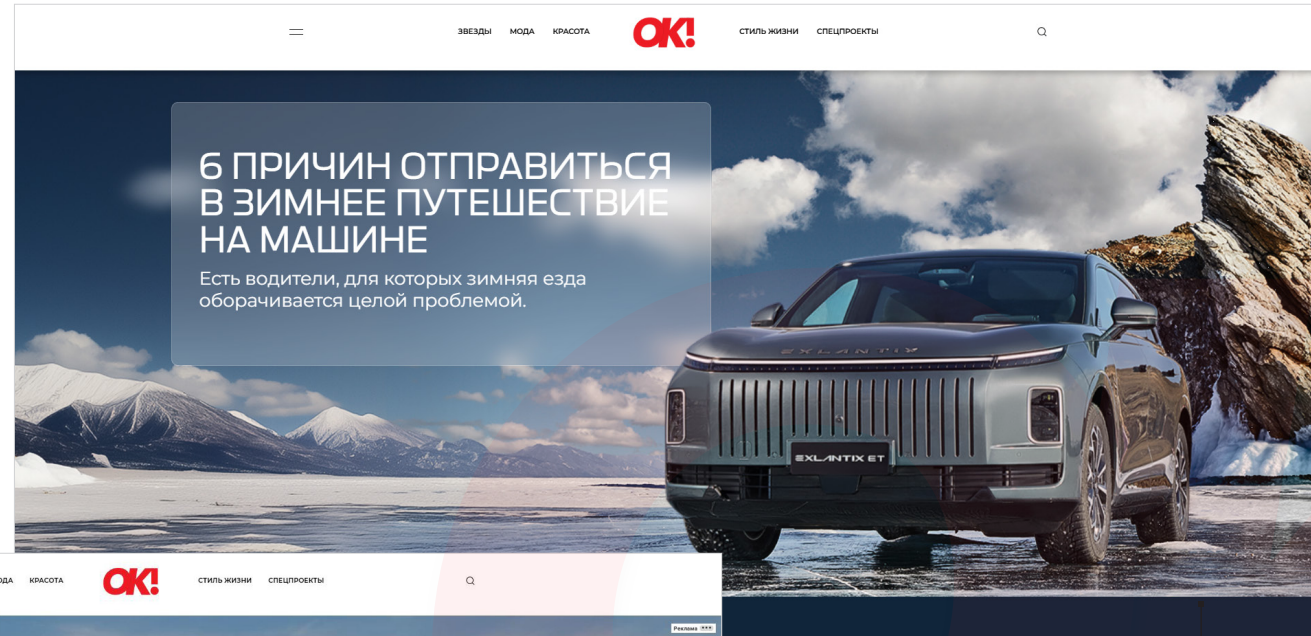 ЗВЕЗДЫ МОДА КРАСОТА OK! СТИЛЬ ЖИЗНИ СПЕЦПРОЕКТЫ
6 ПРИЧИН ОТПРАВИТЬСЯ
В ЗИМНЕЕ ПУТЕШЕСТВИЕ
НА МАШИНЕ
Есть водители, для которых зимняя езда
оборачивается целой проблемой.
EXLANTIX
EXLANTIX ET
ОДА КРАСОТА OK! СТИЛЬ ЖИЗНИ СПЕЦПРОЕКТЫ
Реклама